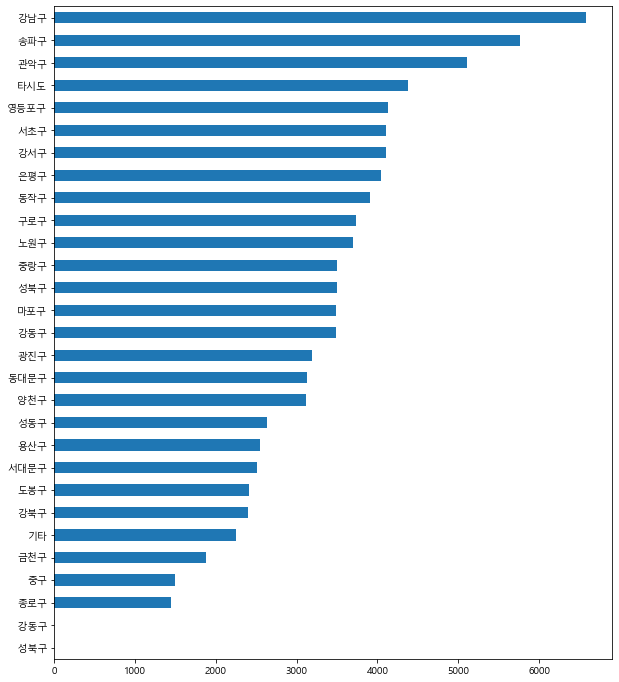 강남구
송파구
관악구
타시도
영등포구
서초구
강서구
은평구
동작구
구로구
노원구
중랑구
성북구
마포구
강동구
광진구
동대문구
양천구
성동구
용산구
서대문구
도봉구
강북구
기타
금천구
중구
종로구
강동구
성북구
0 1000 2000 3000 4000 5000 6000